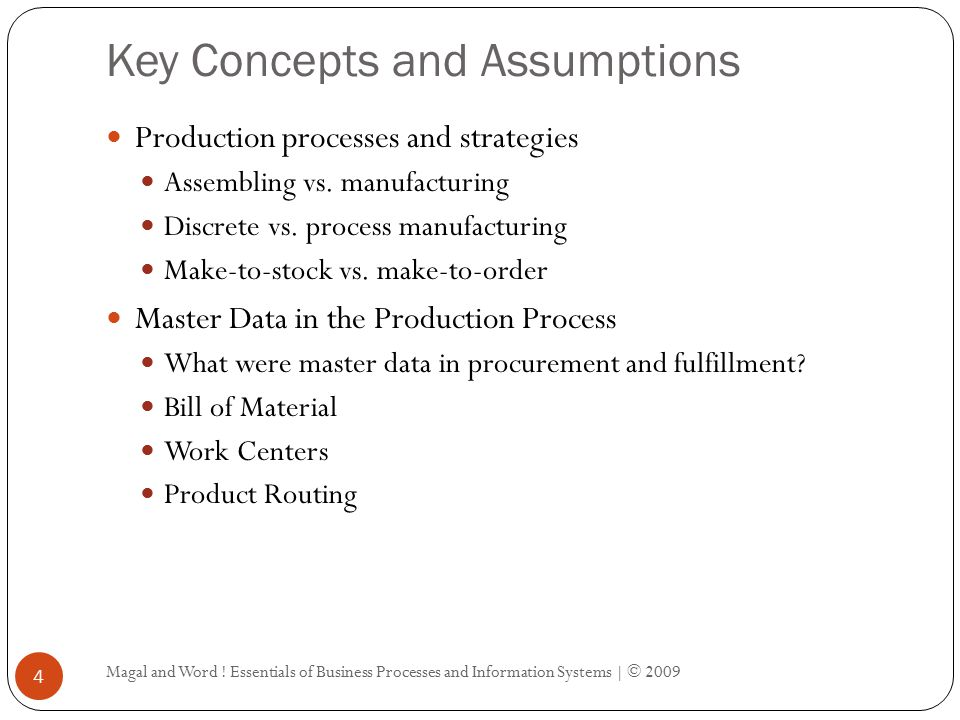 Key Concepts and Assumptions
Production processes and strategies
Assembling vs. manufacturing
Discrete vs. process manufacturing
Make-to-stock vs. make-to-order
Master Data in the Production Process
What were master data in procurement and fulfillment?
Bill of Material
Work Centers
Product Routing
4
Magal and Word ! Essentials of Business Processes and Information Systems | © 2009